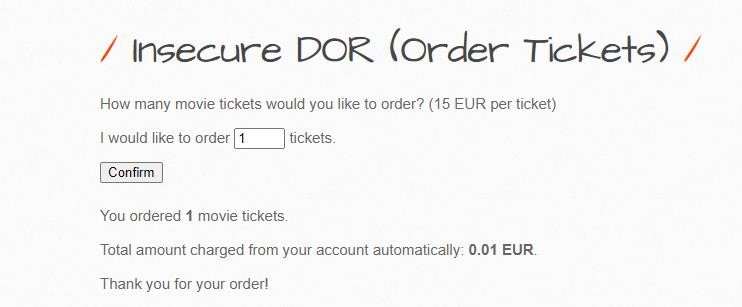 / Insecure DOR (Order Tickets) /
How many movie tickets would you like to order? (15 EUR per ticket)
I would like to order 1 tickets.
Confirm
You ordered 1 movie tickets.
Total amount charged from your account automatically: 0.01 EUR.
Thank you for your order!